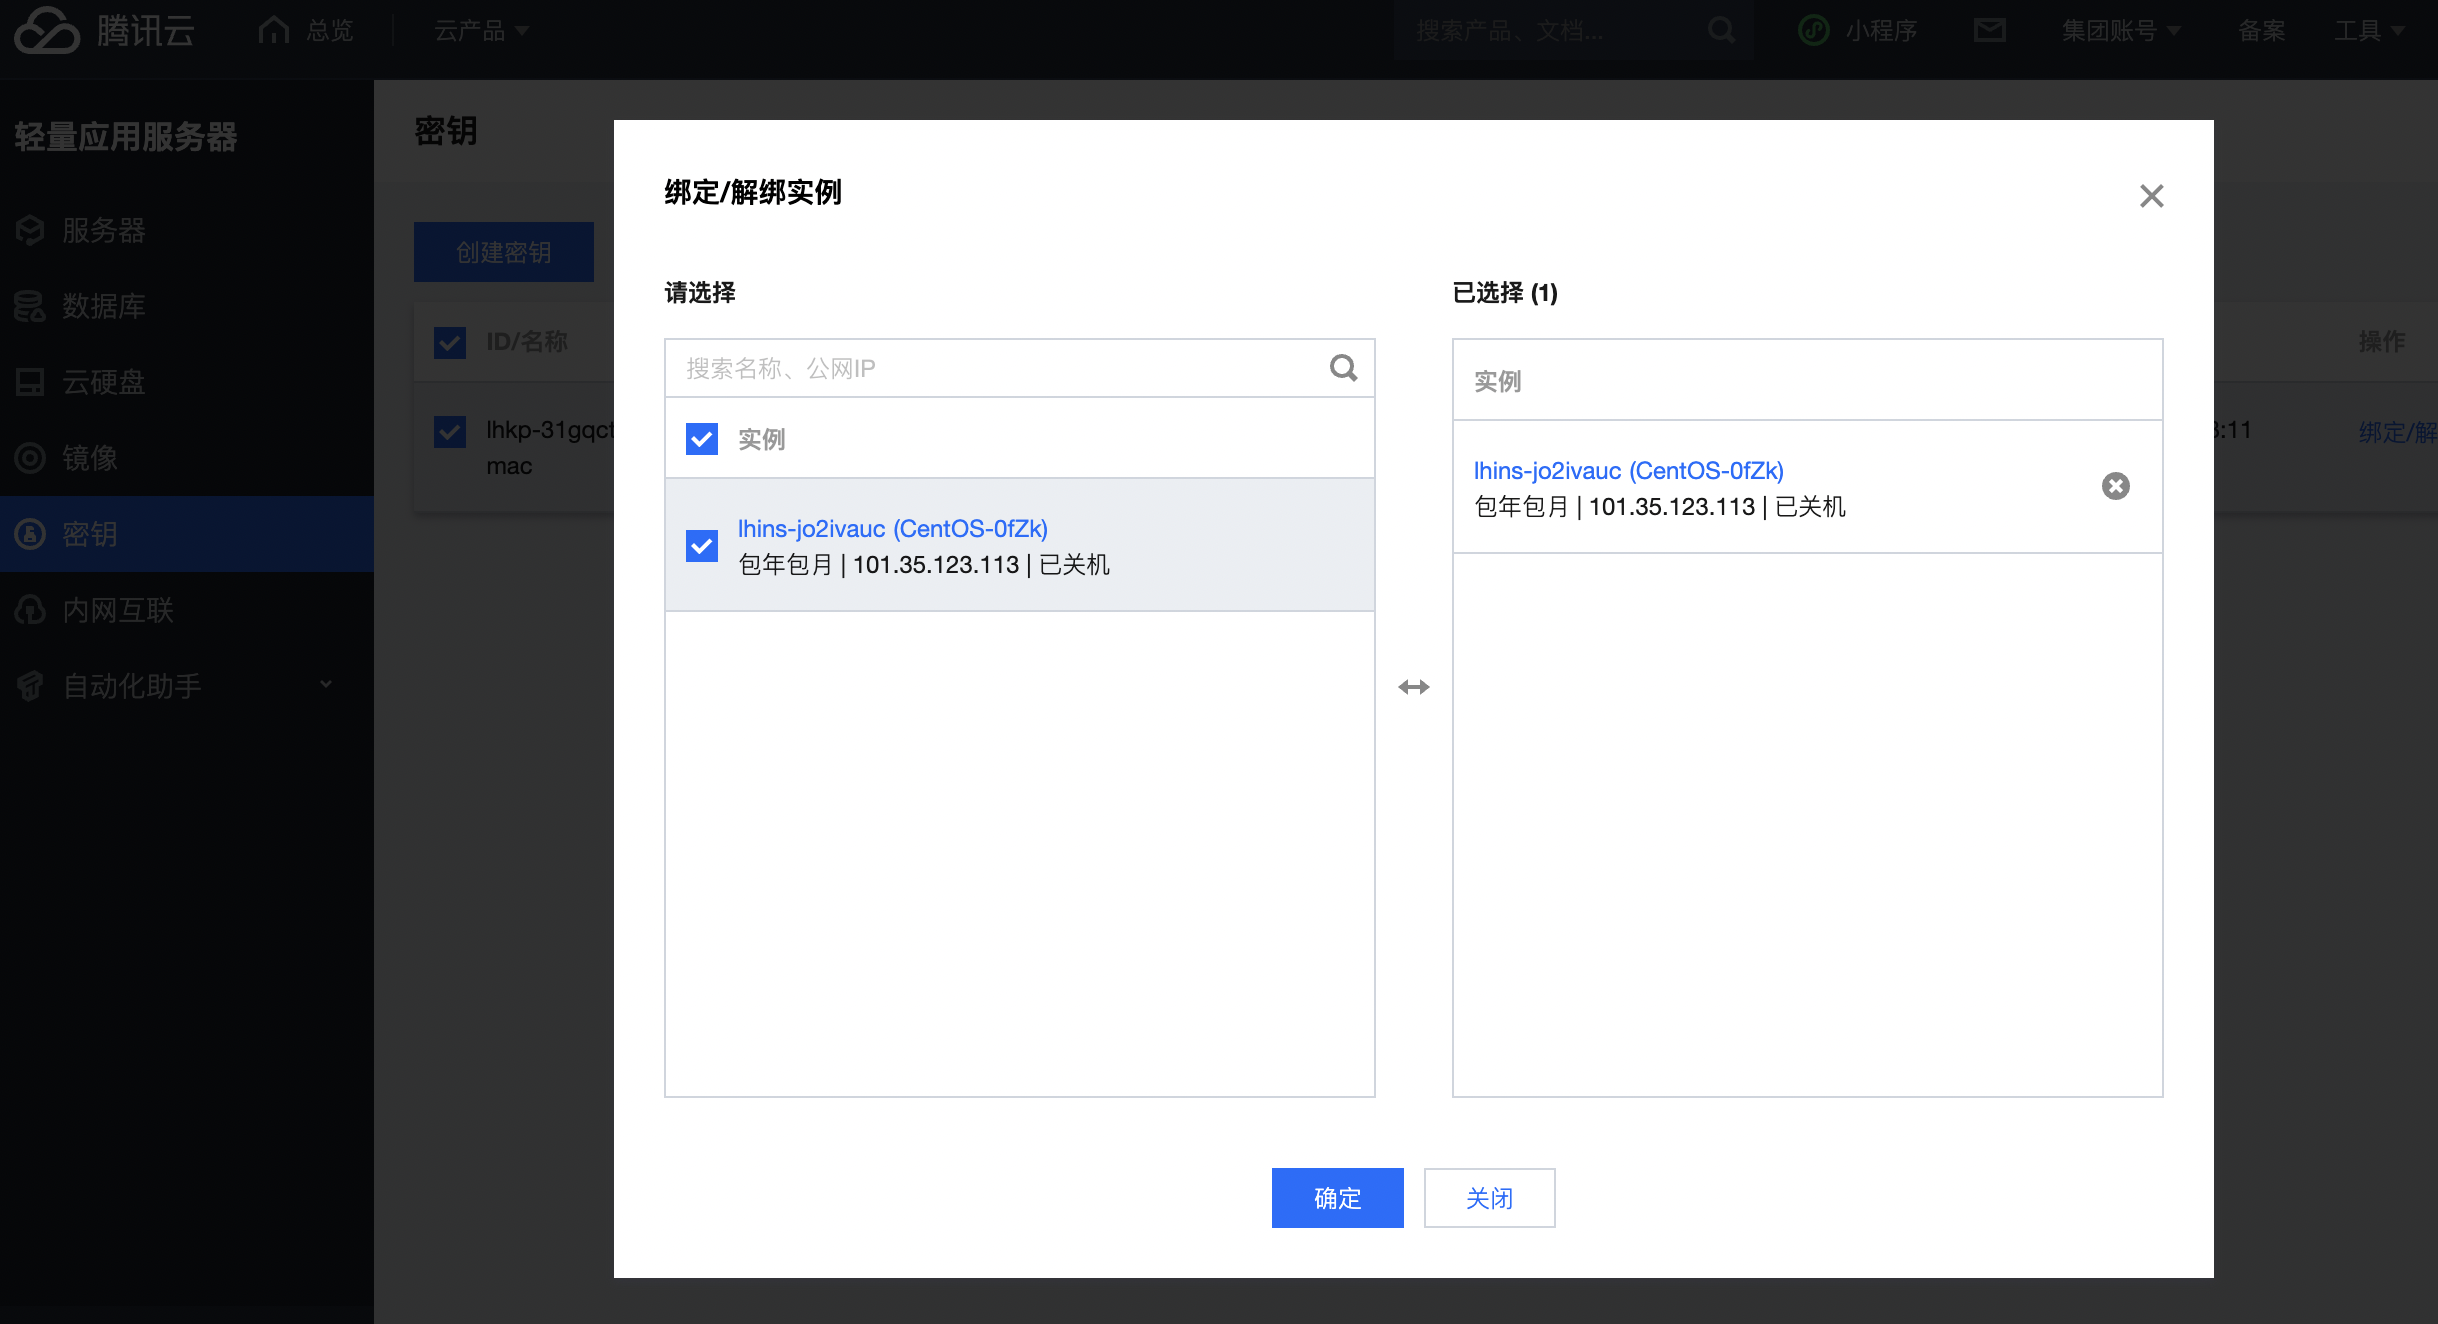 腾讯云
总览
云产品
搜索产品、文档...
小程序
集团账号
备案
工具
轻量应用服务器
服务器
数据库
云硬盘
镜像
密钥
内网互联
自动化助手
密钥
创建密钥
ID/名称
操作
lhkp-31gqct
mac
3:11
绑定/解
绑定/解绑实例
请选择
搜索名称、公网IP
实例
lhins-jo2ivauc (CentOS-0fZk)
包年包月 | 101.35.123.113 | 已关机
已选择 (1)
实例
lhins-jo2ivauc (CentOS-0fZk)
包年包月 | 101.35.123.113 | 已关机
确定
关闭